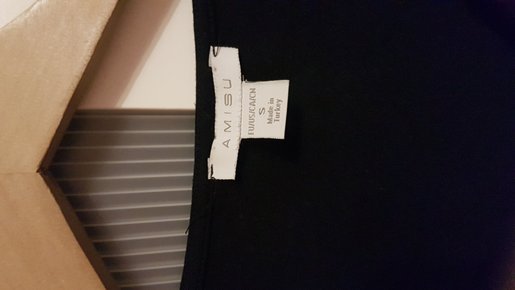 AMISU
EU/US/CA/CN
S
Made in
Turkey